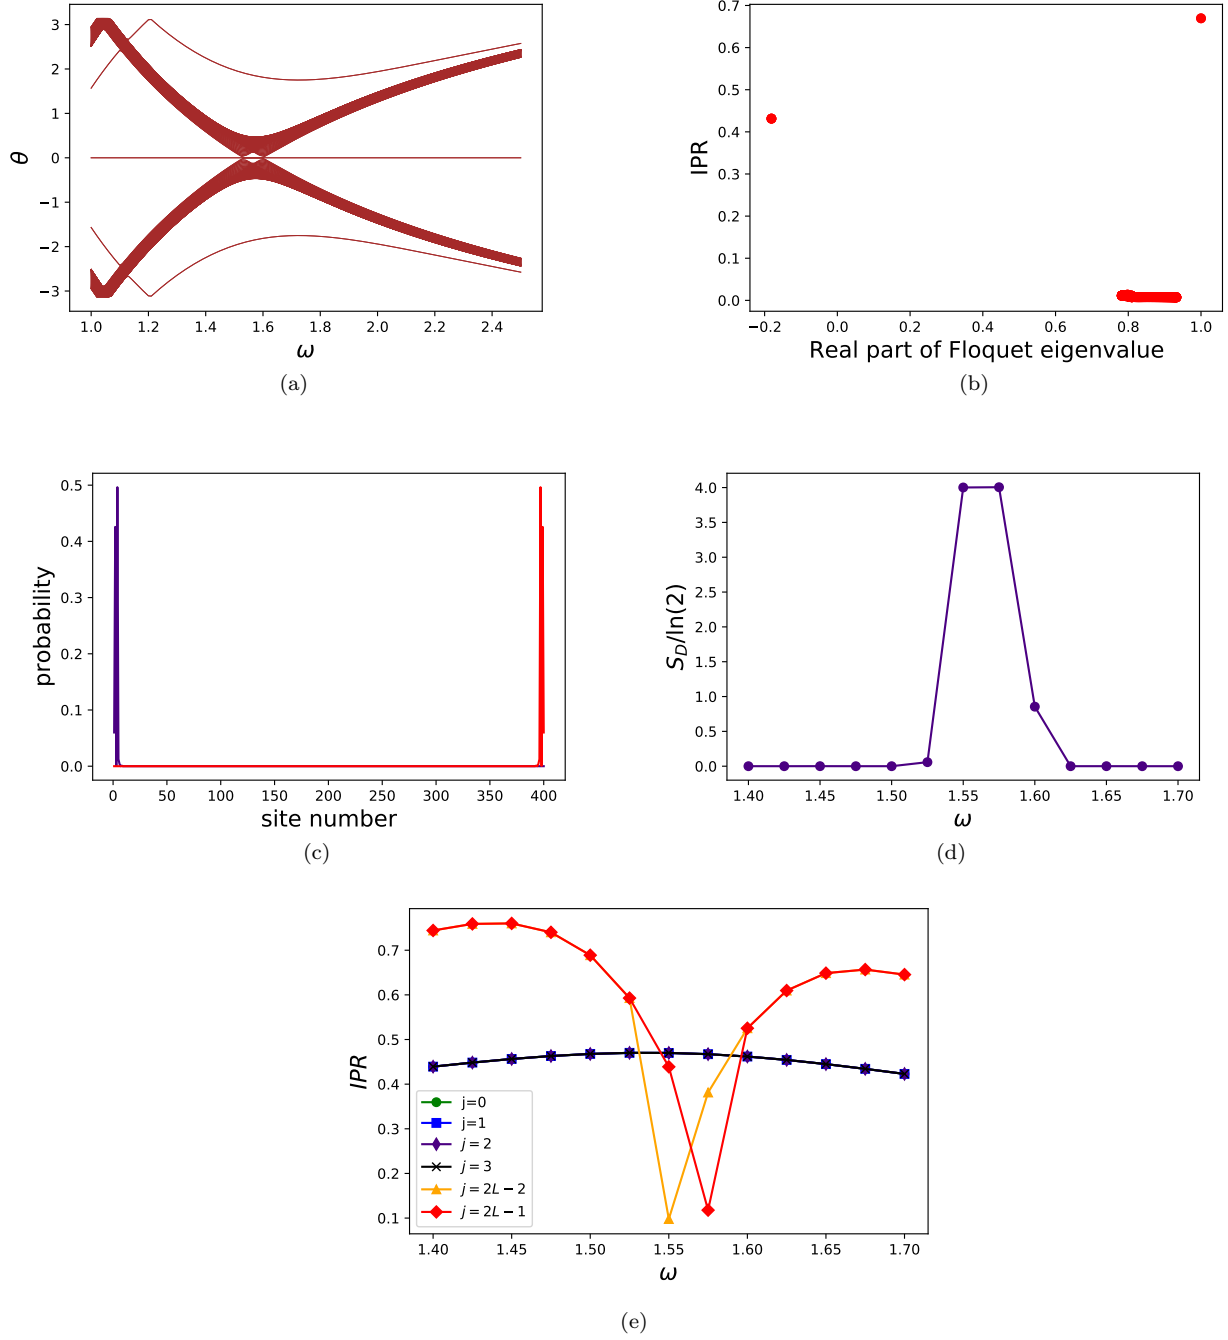 3
2
1
0
−1
−2
−3
θ
1.0 1.2 1.4 1.6 1.8 2.0 2.2 2.4
ω
(a)
0.7
0.6
0.5
0.4
0.3
0.2
0.1
0.0
IPR
−0.2 0.0 0.2 0.4 0.6 0.8 1.0
Real part of Floquet eigenvalue
(b)
0.5
0.4
0.3
0.2
0.1
0.0
probability
0 50 100 150 200 250 300 350 400
site number
(c)
4.0
3.5
3.0
2.5
2.0
1.5
1.0
0.5
0.0
S_D/ln(2)
1.40 1.45 1.50 1.55 1.60 1.65 1.70
ω
(d)
0.7
0.6
0.5
0.4
0.3
0.2
0.1
IPR
j=0
j=1
j = 2
j = 3
j = 2L − 2
j = 2L − 1
1.40 1.45 1.50 1.55 1.60 1.65 1.70
ω
(e)